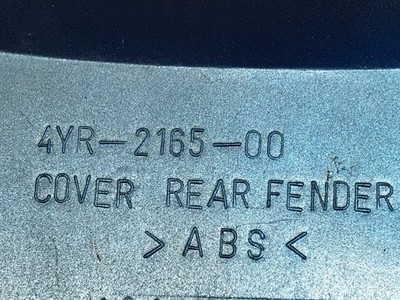 4YR-2165-00
COVER REAR FENDER
>ABS<